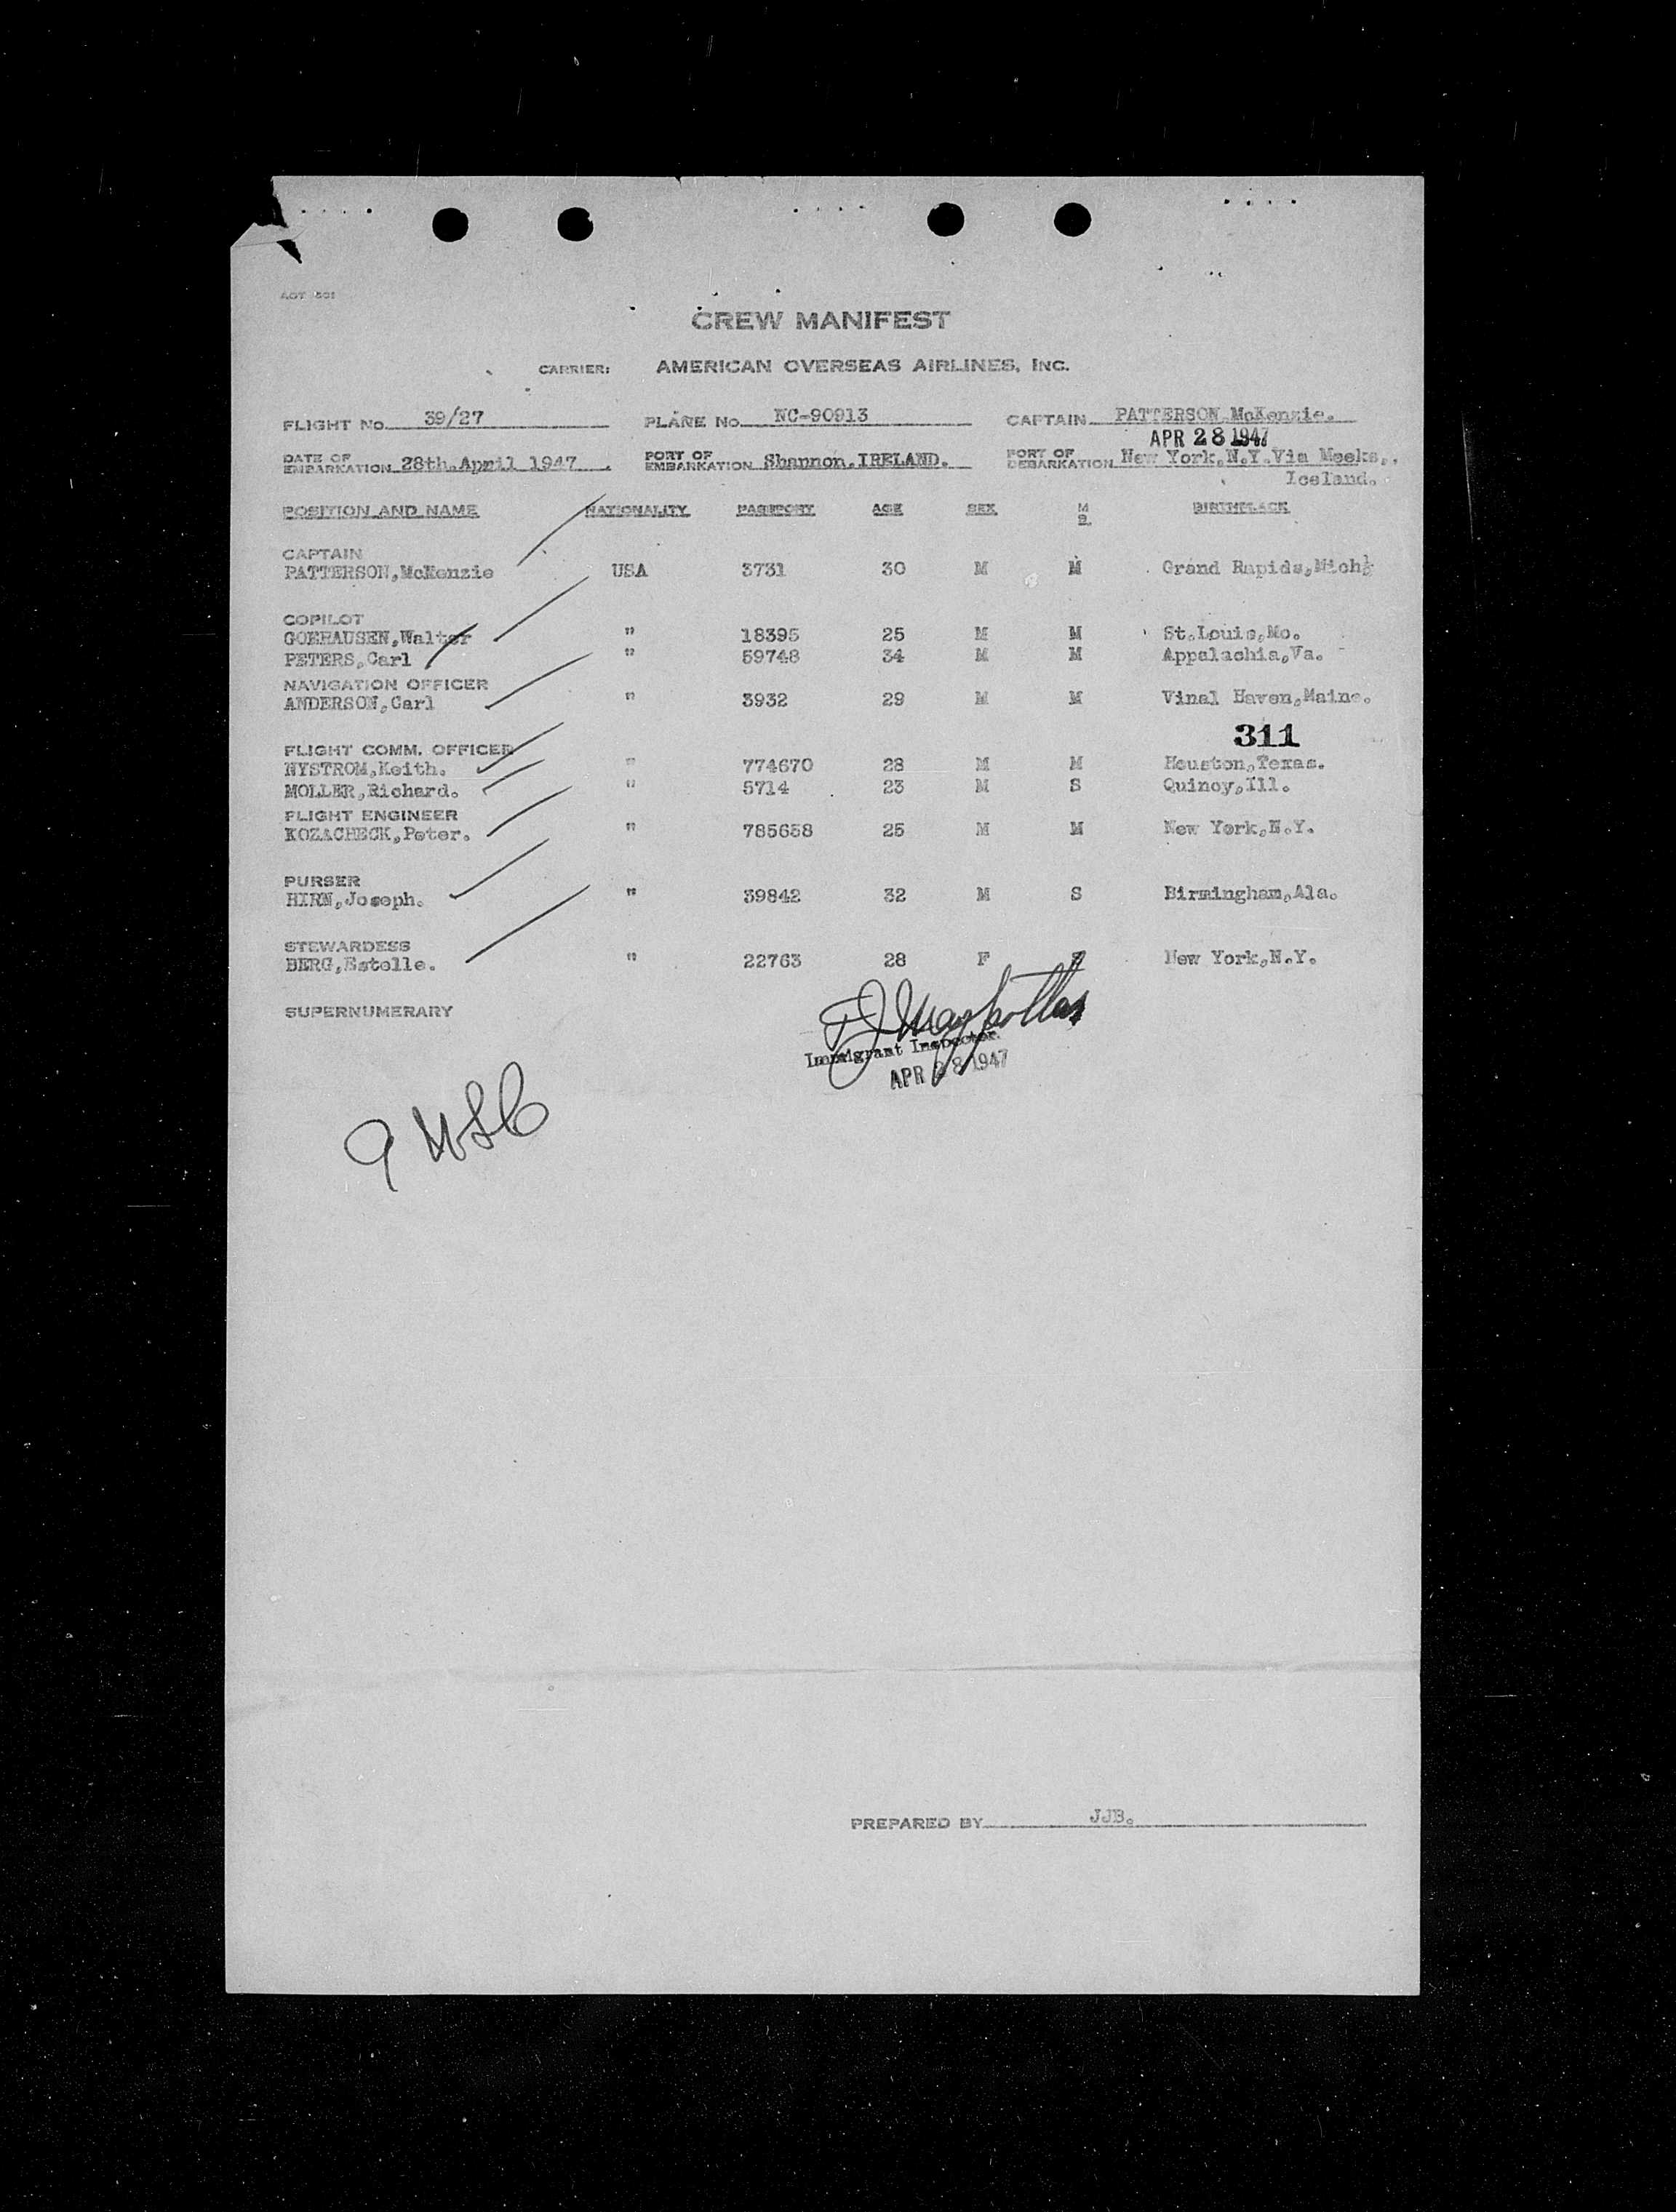 CREW MANIFEST
CARRIER: AMERICAN OVERSEAS AIRLINES, INC.
FLIGHT NO. 39/27 PLANE NO. NC-90913 CAPTAIN PATTERSON McKenzie.
APR 28 1947
DATE OF EMBARKATION 28th.April 1947. PORT OF EMBARKATION Shannon.IRELAND. PORT OF DEBARKATION New York.N.Y.Via Meeks,.
Iceland.
POSITION AND NAME NATIONALITY PASSPORT AGE SEX M S. BIRTHPLACE
CAPTAIN
PATTERSON,McKenzie USA 3731 30 M M Grand Rapids,Mich.
COPILOT
GOEHAUSEN,Walter " 18395 25 M M St.Louis,Mo.
PETERS,Carl " 59748 34 M M Appalachia,Va.
NAVIGATION OFFICER
ANDERSON,Carl " 3932 29 M M Vinal Haven,Maine.
311
FLIGHT COMM. OFFICER
NYSTROM,Keith. " 774670 28 M M Houston,Texas.
MOLLER,Richard. " 5714 23 M S Quincy,Ill.
FLIGHT ENGINEER
KOZACHECK,Peter. " 785658 25 M M New York,N.Y.
PURSER
HIRN,Joseph. " 39842 32 M S Birmingham,Ala.
STEWARDESS
BERG,Estelle. " 22763 28 F New York,N.Y.
SUPERNUMERARY
Immigrant Inspector.
APR 28 1947
9
PREPARED BY JJB.